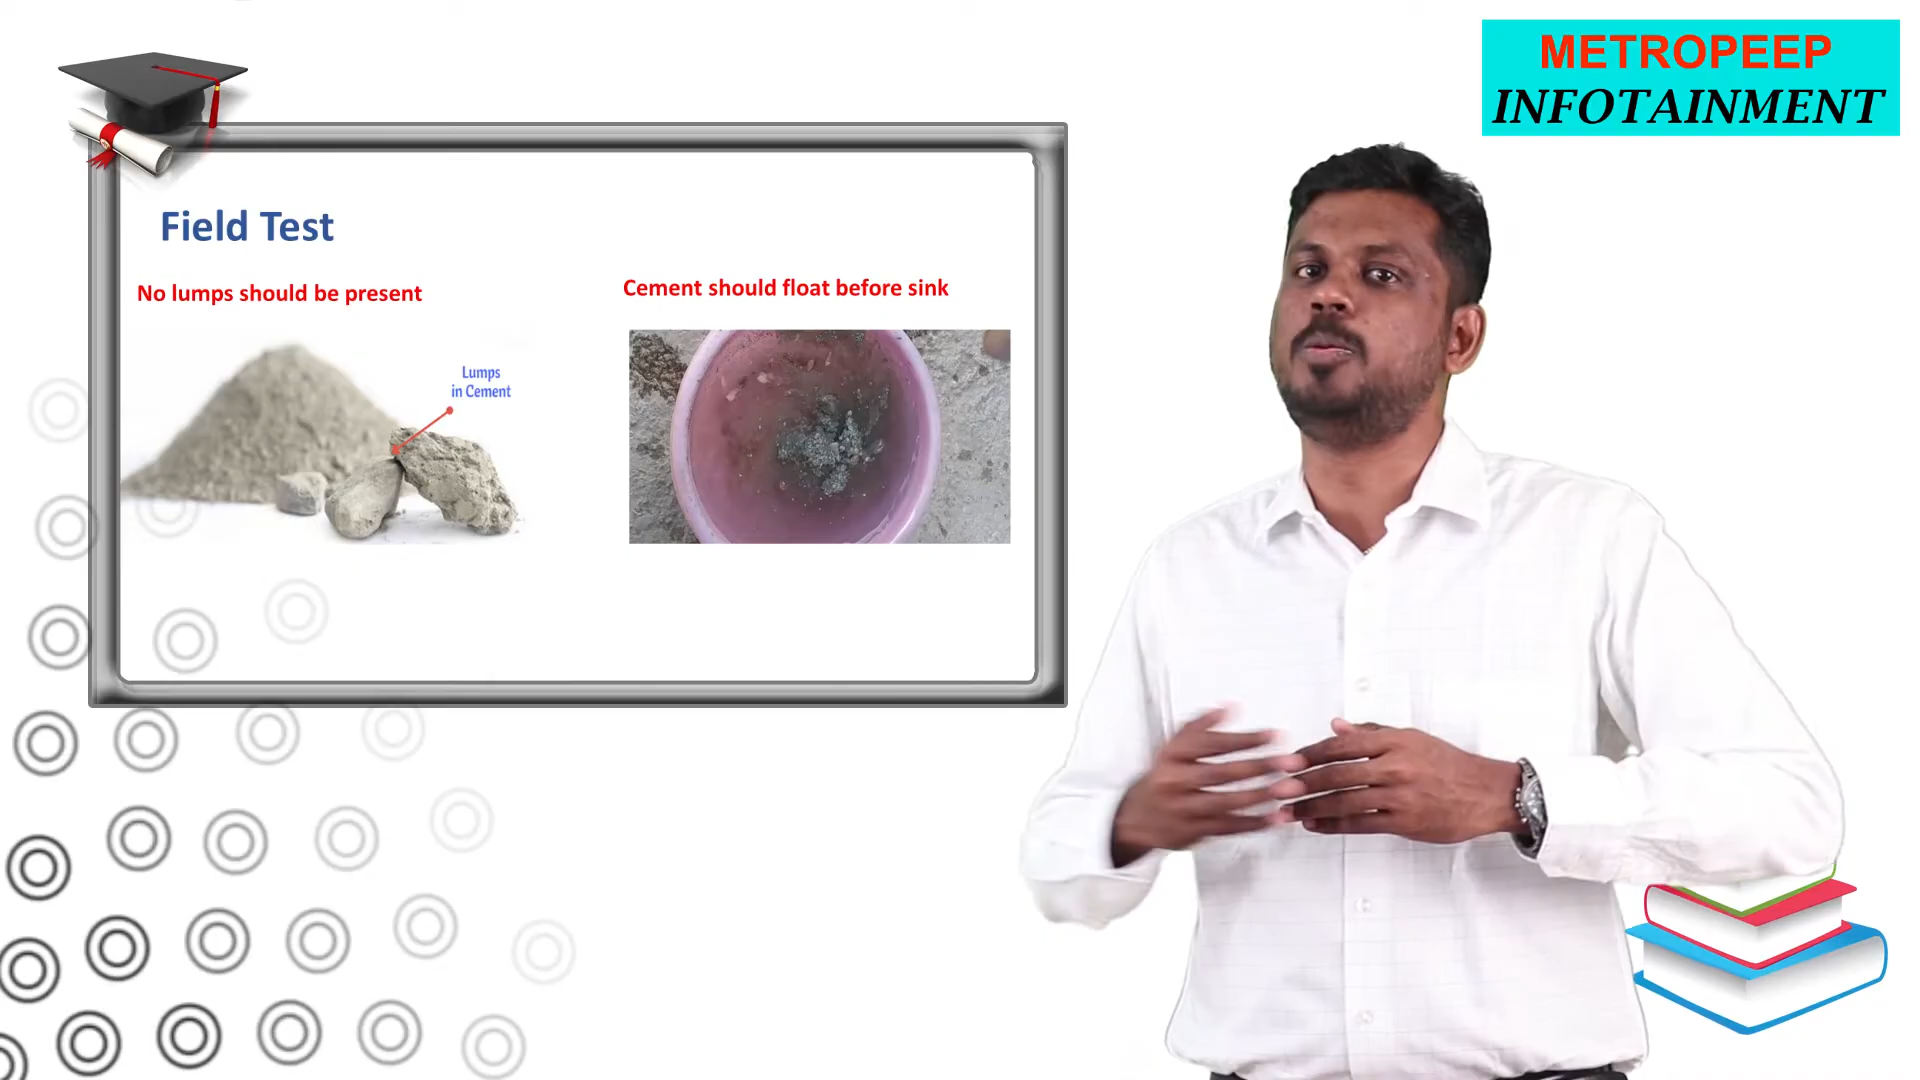 METROPEEP
INFOTAINMENT
Field Test
No lumps should be present
Cement should float before sink
Lumps
in Cement